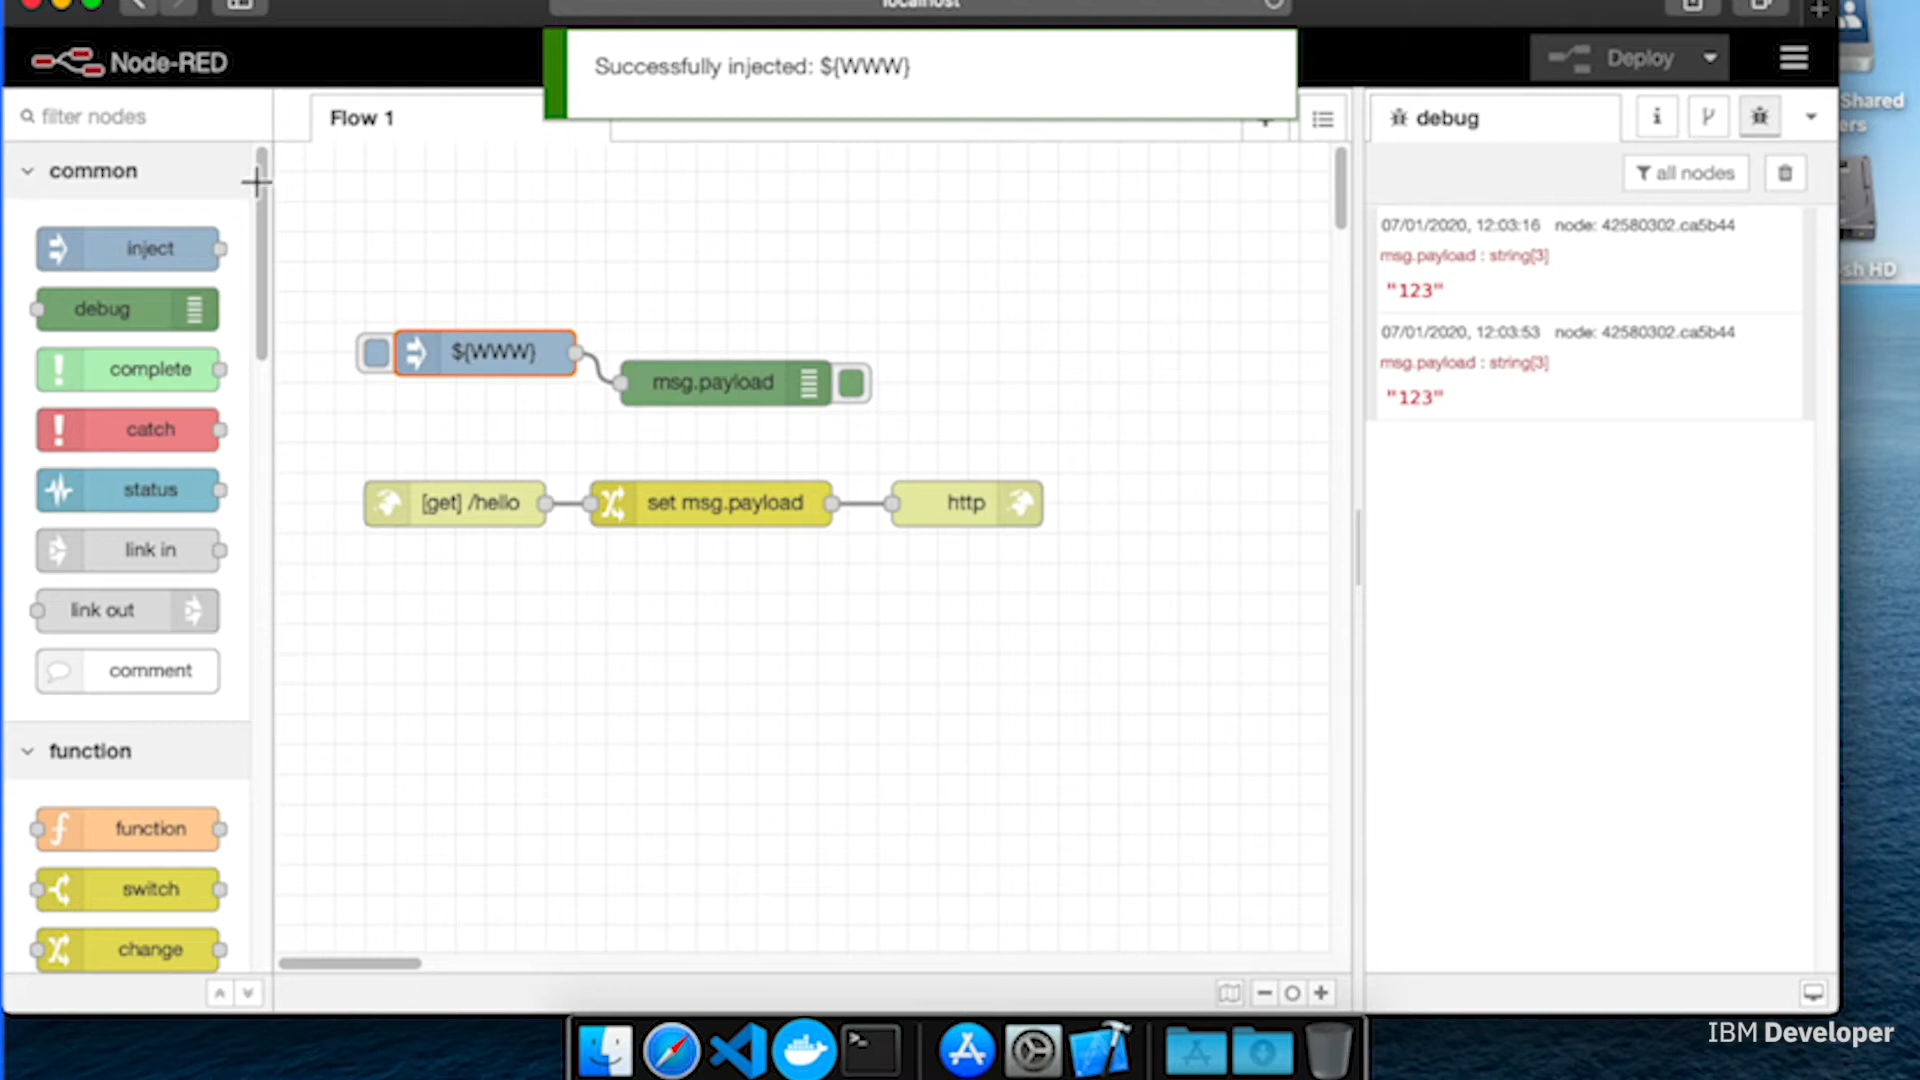 localhost
Node-RED
Successfully injected: ${WWW}
Deploy
filter nodes
Flow 1
debug
i
common
all nodes
inject
debug
complete
catch
status
link in
link out
comment
function
function
switch
change
${WWW}
msg.payload
[get] /hello
set msg.payload
http
07/01/2020, 12:03:16 node: 42580302.ca5b44
msg.payload : string[3]
"123"
07/01/2020, 12:03:53 node: 42580302.ca5b44
msg.payload : string[3]
"123"
Shared
ers
sh HD
IBM Developer